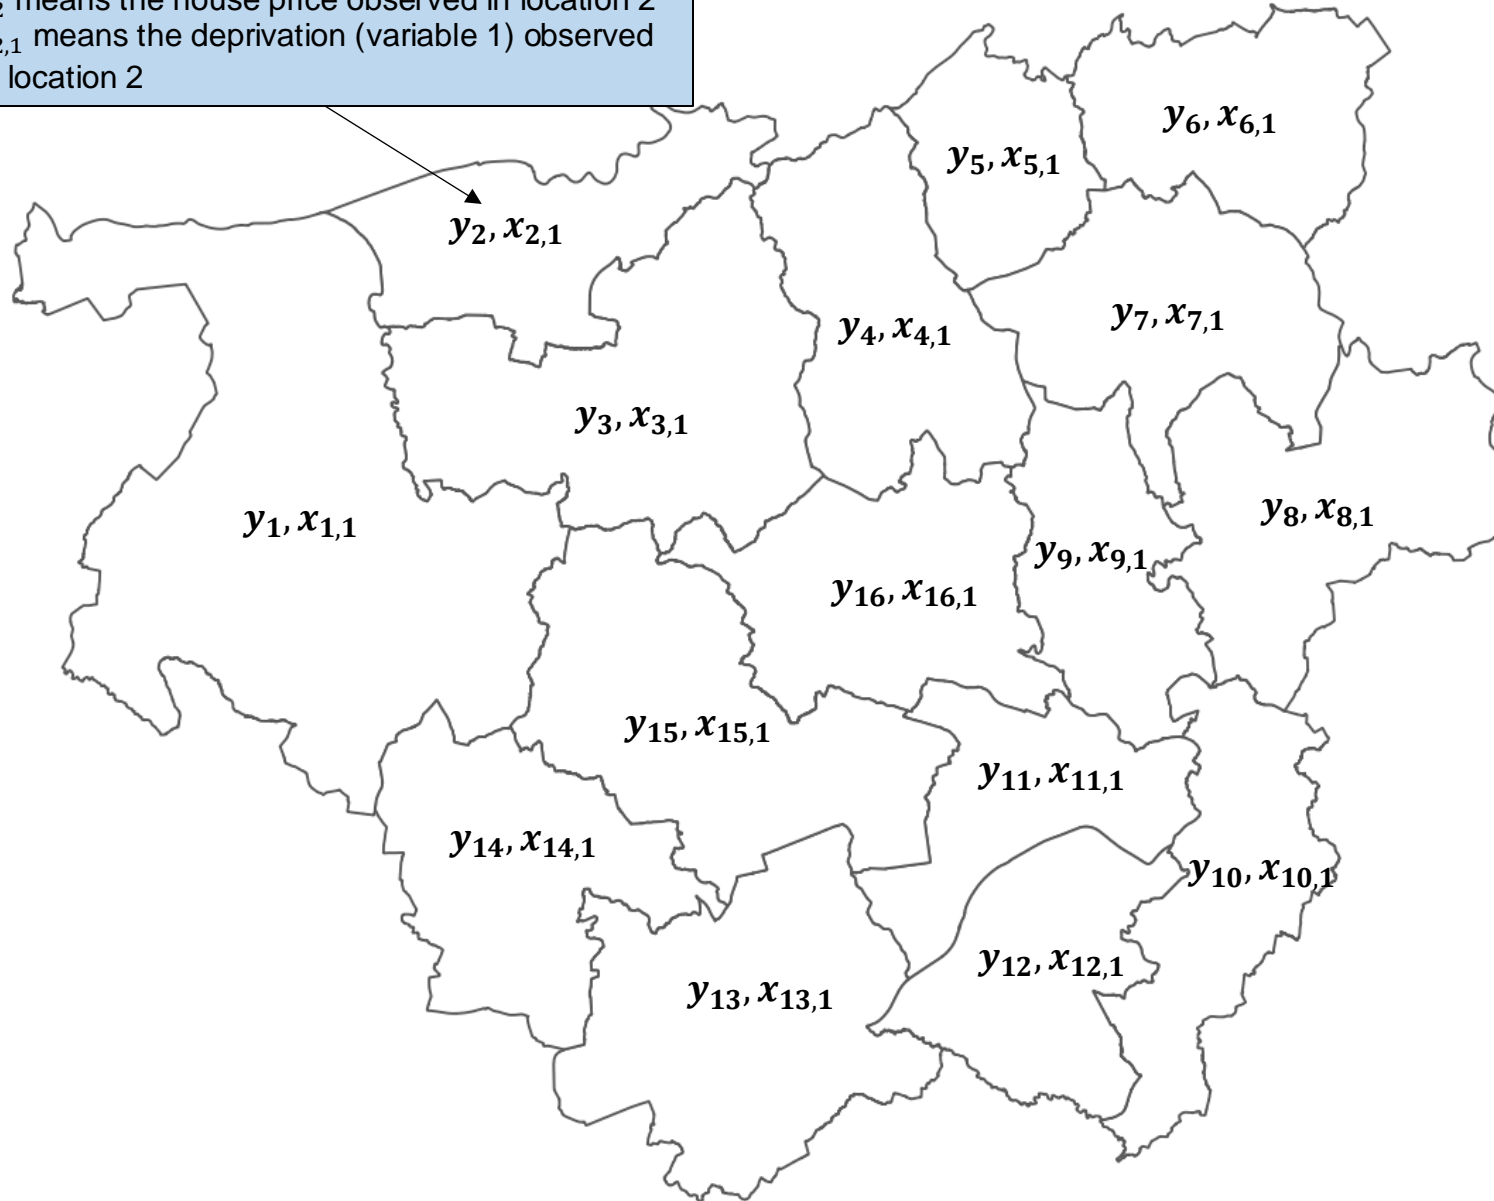 ₂ means the house price observed in location 2
₂,₁ means the deprivation (variable 1) observed
location 2
y₆, x₆,₁
y₅, x₅,₁
y₂, x₂,₁
y₇, x₇,₁
y₄, x₄,₁
y₃, x₃,₁
y₈, x₈,₁
y₁, x₁,₁
y₉, x₉,₁
y₁₆, x₁₆,₁
y₁₅, x₁₅,₁
y₁₁, x₁₁,₁
y₁₄, x₁₄,₁
y₁₀, x₁₀,₁
y₁₂, x₁₂,₁
y₁₃, x₁₃,₁